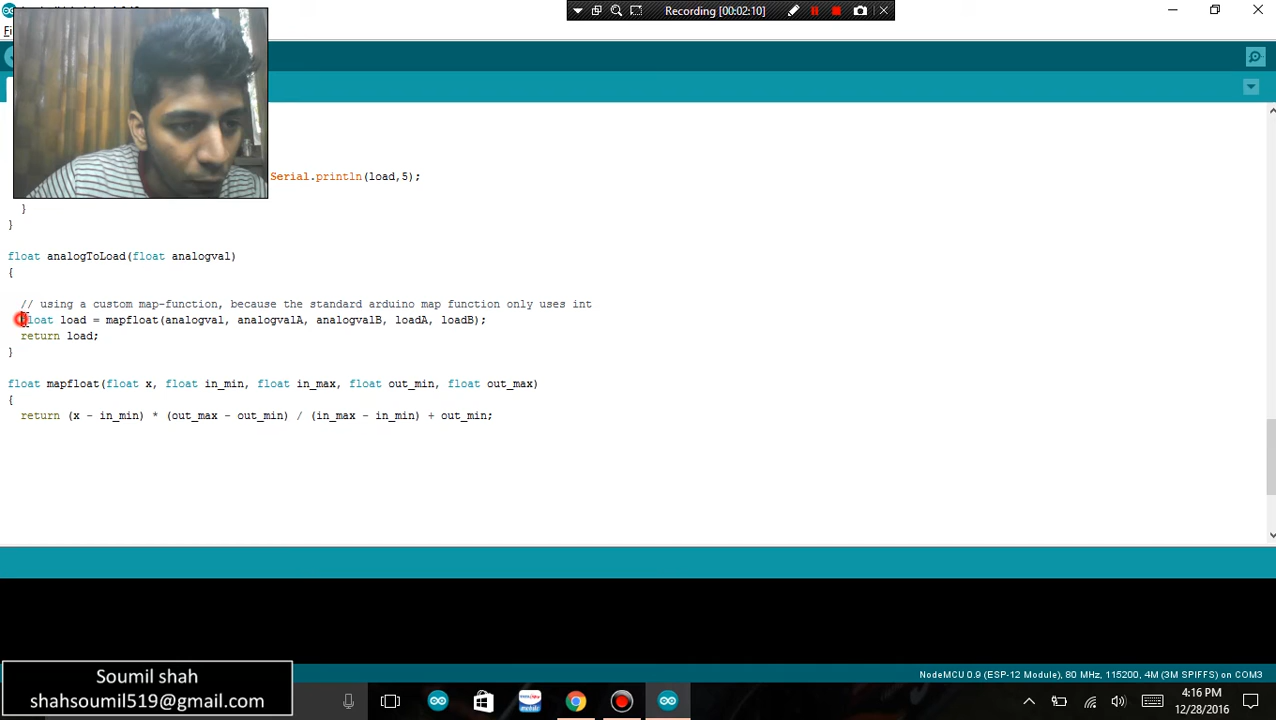 Recording [00:02:10]
Serial.println(load,5);
}
}
float analogToLoad(float analogval)
{
// using a custom map-function, because the standard arduino map function only uses int
float load = mapfloat(analogval, analogvalA, analogvalB, loadA, loadB);
return load;
}
float mapfloat(float x, float in_min, float in_max, float out_min, float out_max)
{
return (x - in_min) * (out_max - out_min) / (in_max - in_min) + out_min;
NodeMCU 0.9 (ESP-12 Module), 80 MHz, 115200, 4M (3M SPIFFS) on COM3
Soumil shah
shahsoumil519@gmail.com
4:16 PM
12/28/2016